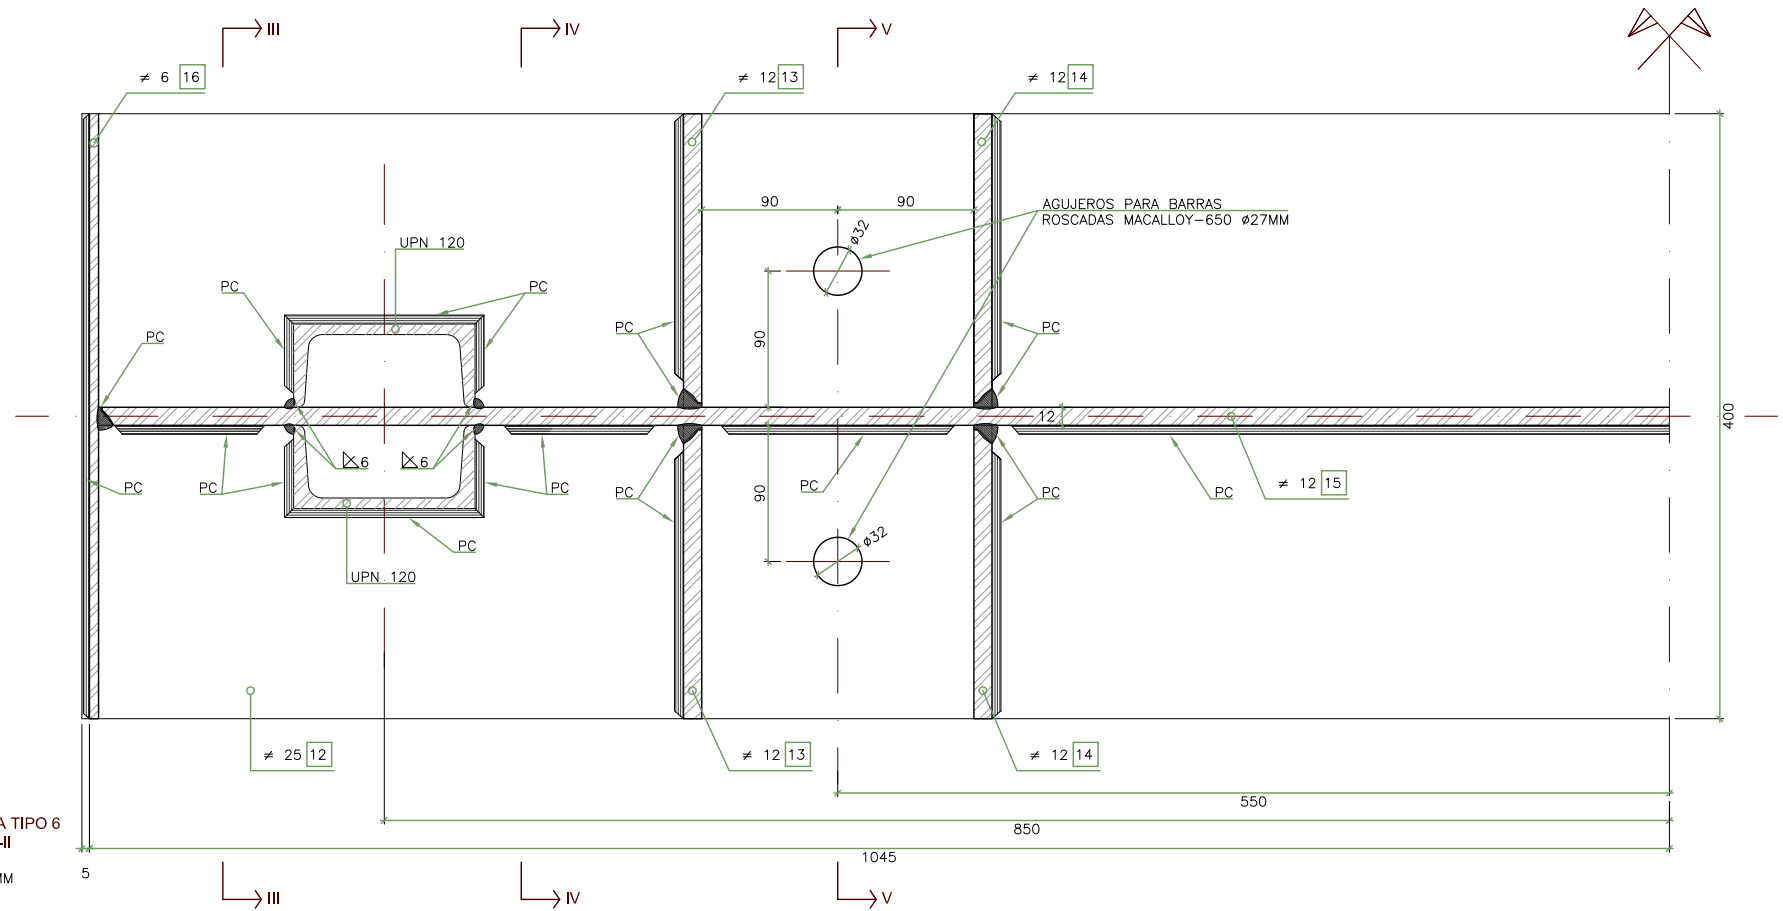 III
IV
V
≠ 6 16
≠ 12 13
≠ 12 14
90
90
AGUJEROS PARA BARRAS
ROSCADAS MACALLOY-650 ø27MM
ø32
UPN 120
PC
PC
PC
PC
PC
90
400
12
6
6
PC
PC
PC
PC
PC
PC
PC
≠ 12 15
90
ø32
PC
UPN 120
≠ 25 12
≠ 12 13
≠ 12 14
550
A TIPO 6
850
-II
1045
5
MM
III
IV
V